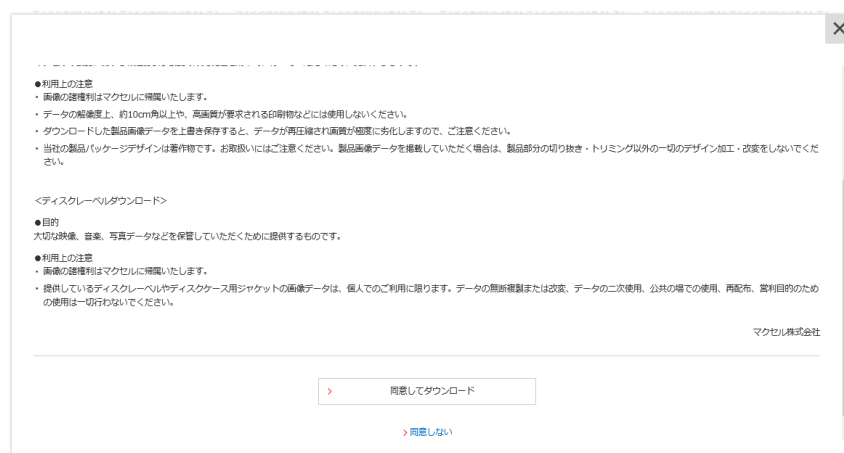 ●利用上の注意
・ 画像の諸権利はマクセルに帰属いたします。
・ データの解像度上、約10cm角以上や、高画質が要求される印刷物などには使用しないください。
・ ダウンロードした製品画像データを上書き保存すると、データが再圧縮され画質が極度に劣化しますので、ご注意ください。
・ 当社の製品パッケージデザインは著作物です。お取扱いにはご注意ください。製品画像データを掲載していただく場合は、製品部分の切り抜き・トリミング以外の一切のデザイン加工・改変をしないでくだ
さい。
<ディスクレーベルダウンロード>
●目的
大切な映像、音楽、写真データなどを保管していただくために提供するものです。
●利用上の注意
・ 画像の諸権利はマクセルに帰属いたします。
・ 提供しているディスクレーベルやディスクケース用ジャケットの画像データは、個人でのご利用に限ります。データの無断複製または改変、データの二次使用、公共の場での使用、再配布、営利目的のため
の使用は一切行わないでください。
マクセル株式会社
同意してダウンロード
同意しない